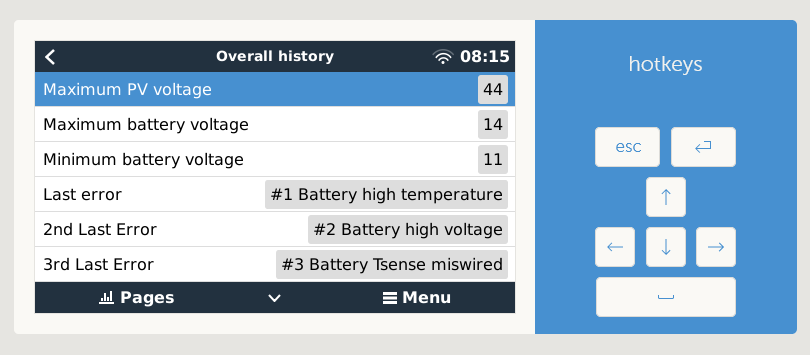 Overall history 08:15
Maximum PV voltage 44
Maximum battery voltage 14
Minimum battery voltage 11
Last error #1 Battery high temperature
2nd Last Error #2 Battery high voltage
3rd Last Error #3 Battery Tsense miswired
Pages Menu
hotkeys
esc